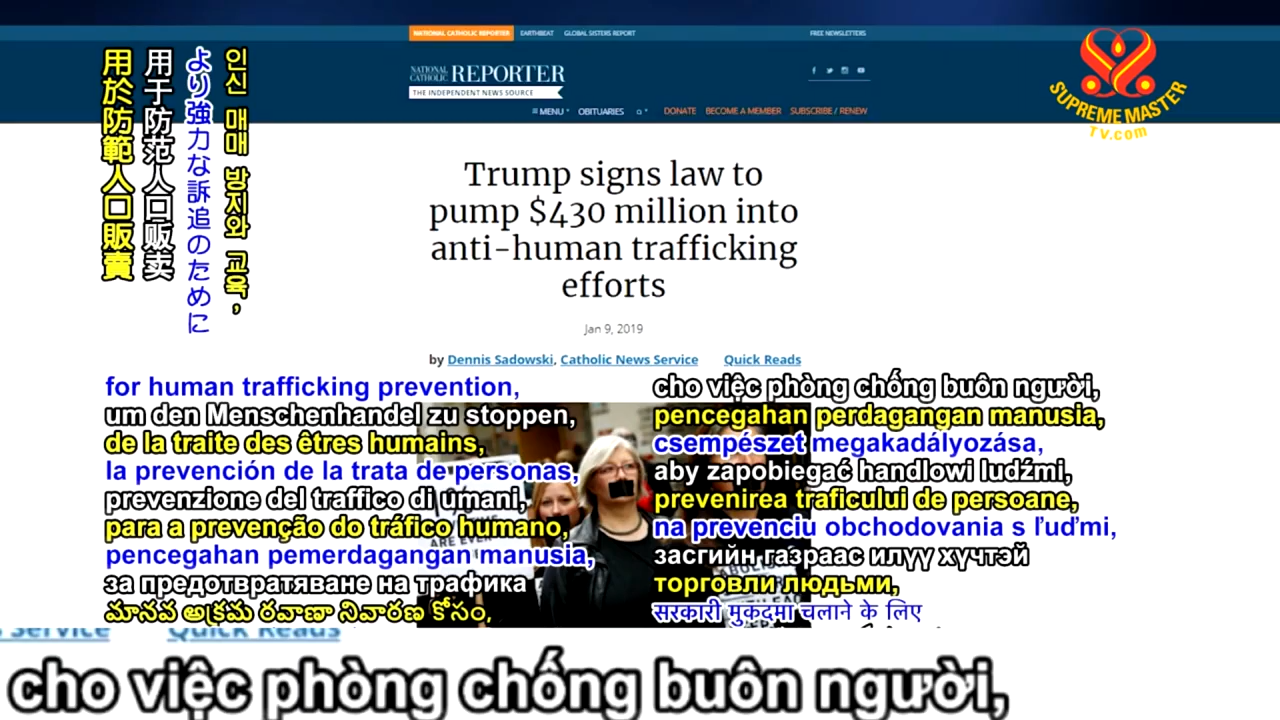 NATIONAL CATHOLIC REPORTER EARTHBEAT GLOBAL SISTERS REPORT FREE NEWSLETTERS
NATIONAL CATHOLIC REPORTER
THE INDEPENDENT NEWS SOURCE
MENU OBITUARIES DONATE BECOME A MEMBER SUBSCRIBE / RENEW
SUPREME MASTER
TV.com
用於防範人口販賣
用于防范人口贩卖
より強力な訴追のために
인신 매매 방지와 교육,
Trump signs law to
pump $430 million into
anti-human trafficking
efforts
Jan 9, 2019
by Dennis Sadowski, Catholic News Service Quick Reads
for human trafficking prevention,
um den Menschenhandel zu stoppen,
de la traite des êtres humains,
la prevención de la trata de personas,
prevenzione del traffico di umani,
para a prevenção do tráfico humano,
pencegahan pemerdagangan manusia,
за предотвратяване на трафика
మానవ అక్రమ రవాణా నివారణ కోసం,
cho việc phòng chống buôn người,
pencegahan perdagangan manusia,
csempészet megakadályozása,
aby zapobiegać handlowi ludźmi,
prevenirea traficului de persoane,
na prevenciu obchodovania s ľuďmi,
засгийн газраас илүү хүчтэй
торговли людьми,
सरकारी मुकदमा चलाने के लिए
ARE EVER
Service Quick Reads
cho việc phòng chống buôn người,